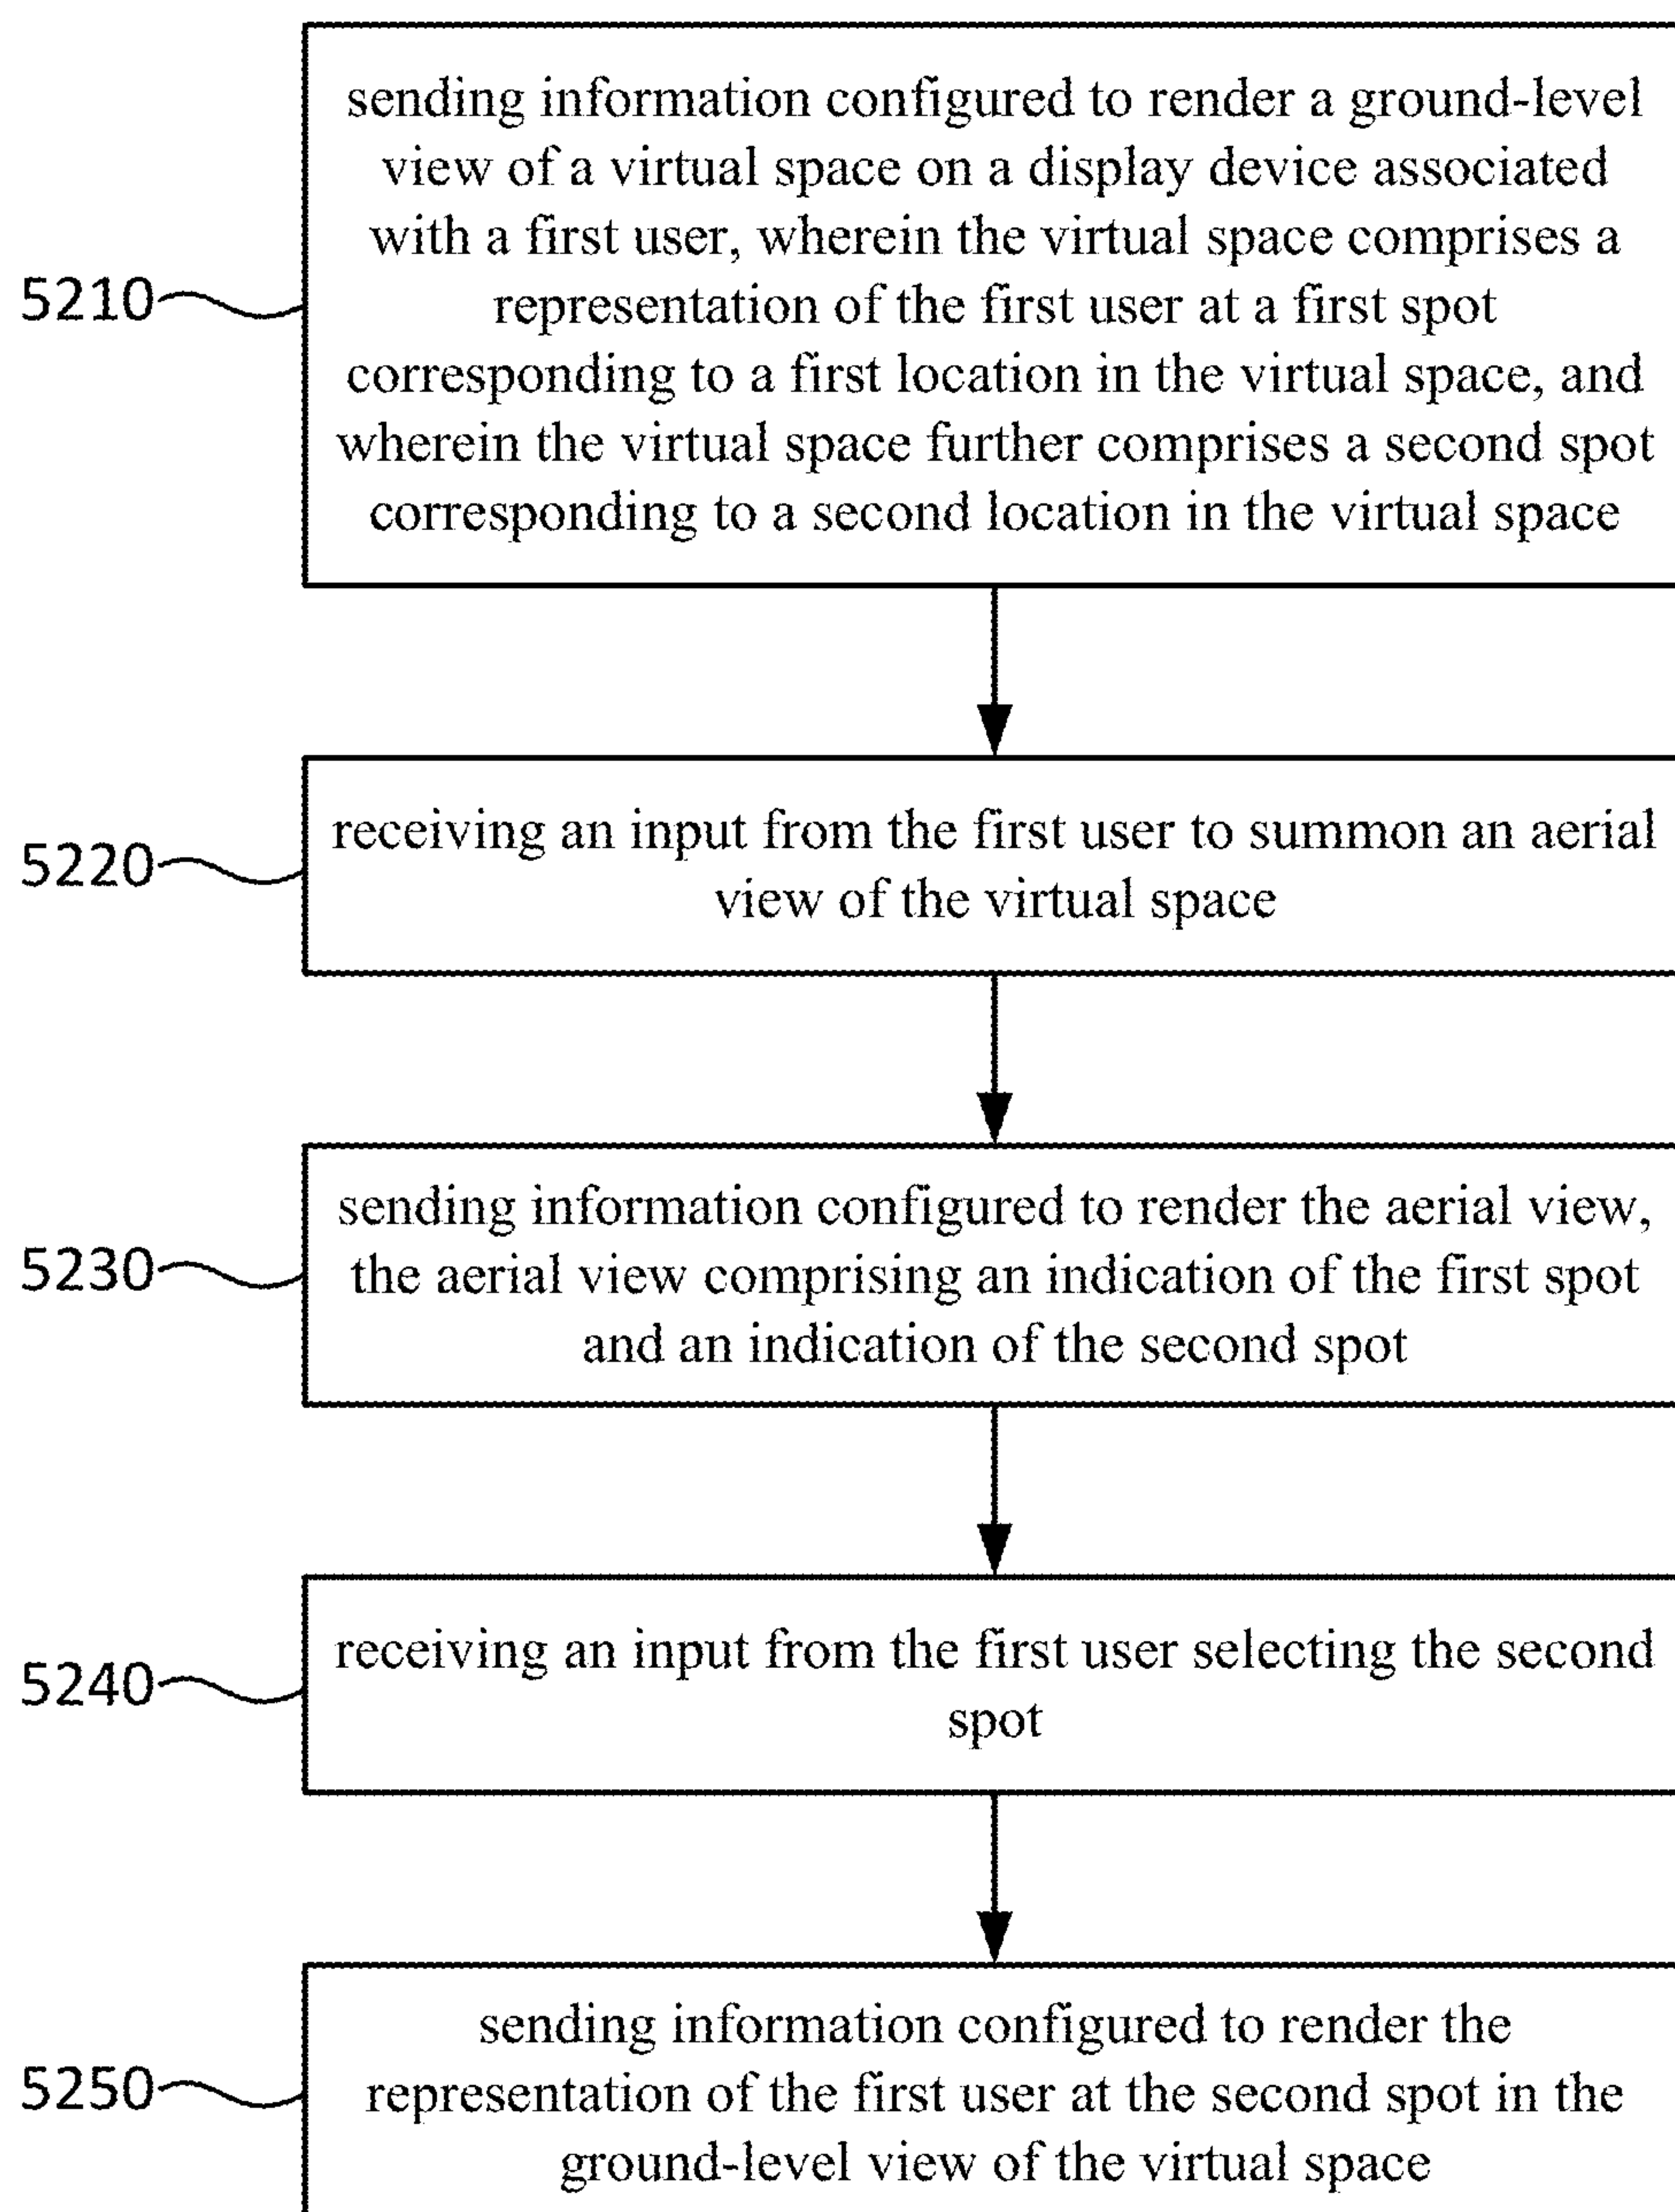 sending information configured to render a ground-level
view of a virtual space on a display device associated
with a first user, wherein the virtual space comprises a
5210
representation of the first user at a first spot
corresponding to a first location in the virtual space, and
wherein the virtual space further comprises a second spot
corresponding to a second location in the virtual space
5220
receiving an input from the first user to summon an aerial
view of the virtual space
5230
sending information configured to render the aerial view,
the aerial view comprising an indication of the first spot
and an indication of the second spot
5240
receiving an input from the first user selecting the second
spot
5250
sending information configured to render the
representation of the first user at the second spot in the
ground-level view of the virtual space